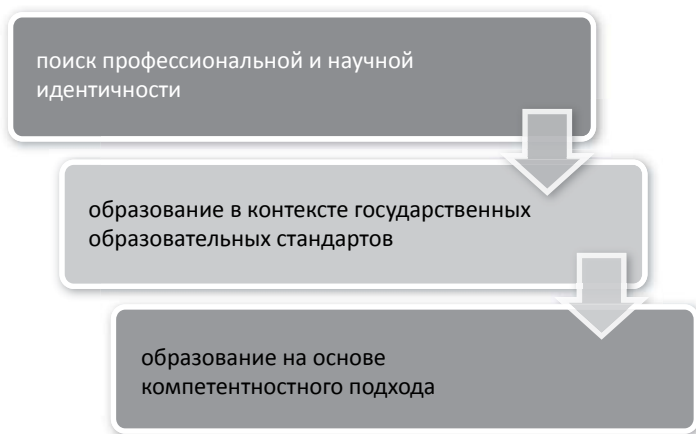 поиск профессиональной и научной
идентичности
образование в контексте государственных
образовательных стандартов
образование на основе
компетентностного подхода